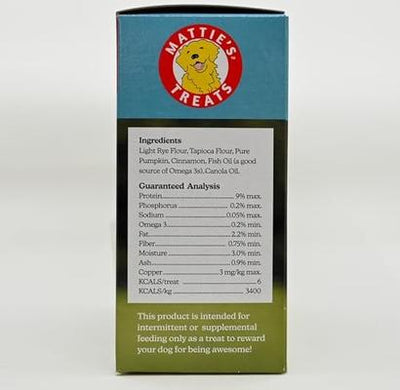 MATTIE'S
TREATS
Ingredients
Light Rye Flour, Tapioca Flour, Pure
Pumpkin, Cinnamon, Fish Oil (a good
source of Omega 3s), Canola Oil.
Guaranteed Analysis
Protein 9% max.
Phosphorus 0.2% max.
Sodium 0.05% max.
Omega 3 0.2% min.
Fat 2.2% min.
Fiber 0.75% min.
Moisture 3.0% min.
Ash 0.9% min.
Copper 3 mg/kg max.
KCALS/treat 6
KCALS/kg 3400
This product is intended for
intermittent or supplemental
feeding only as a treat to reward
your dog for being awesome!